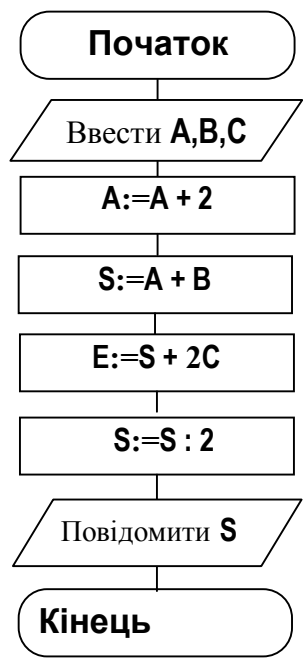 Початок
Ввести A,B,C
A:=A + 2
S:=A + B
E:=S + 2C
S:=S : 2
Повідомити S
Кінець